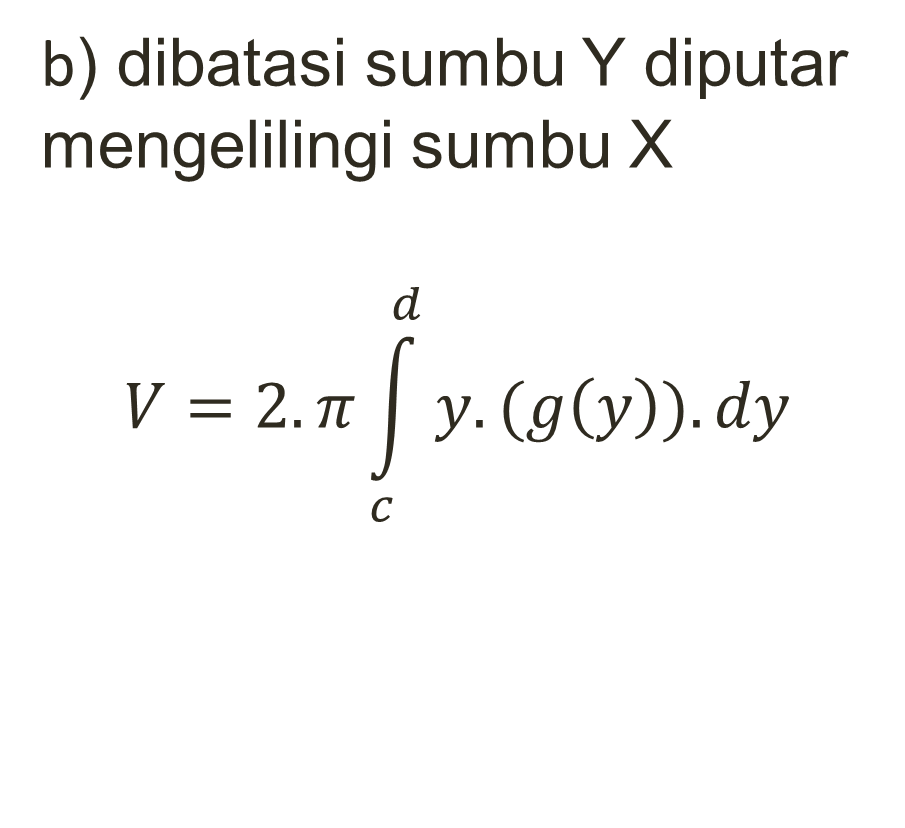 b) dibatasi sumbu Y diputar
mengelilingi sumbu X
d
V = 2. π ∫ y. (g(y)). dy
c